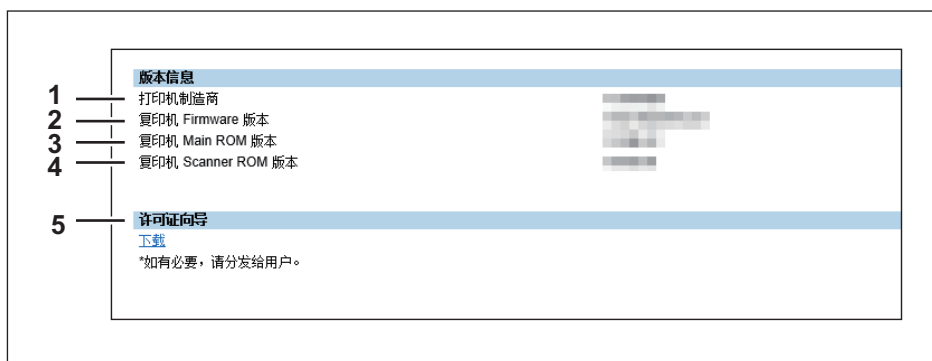 版本信息
1 打印机制造商
2 复印机 Firmware 版本
3 复印机 Main ROM 版本
4 复印机 Scanner ROM 版本
5 许可证向导
下载
*如有必要，请分发给用户。